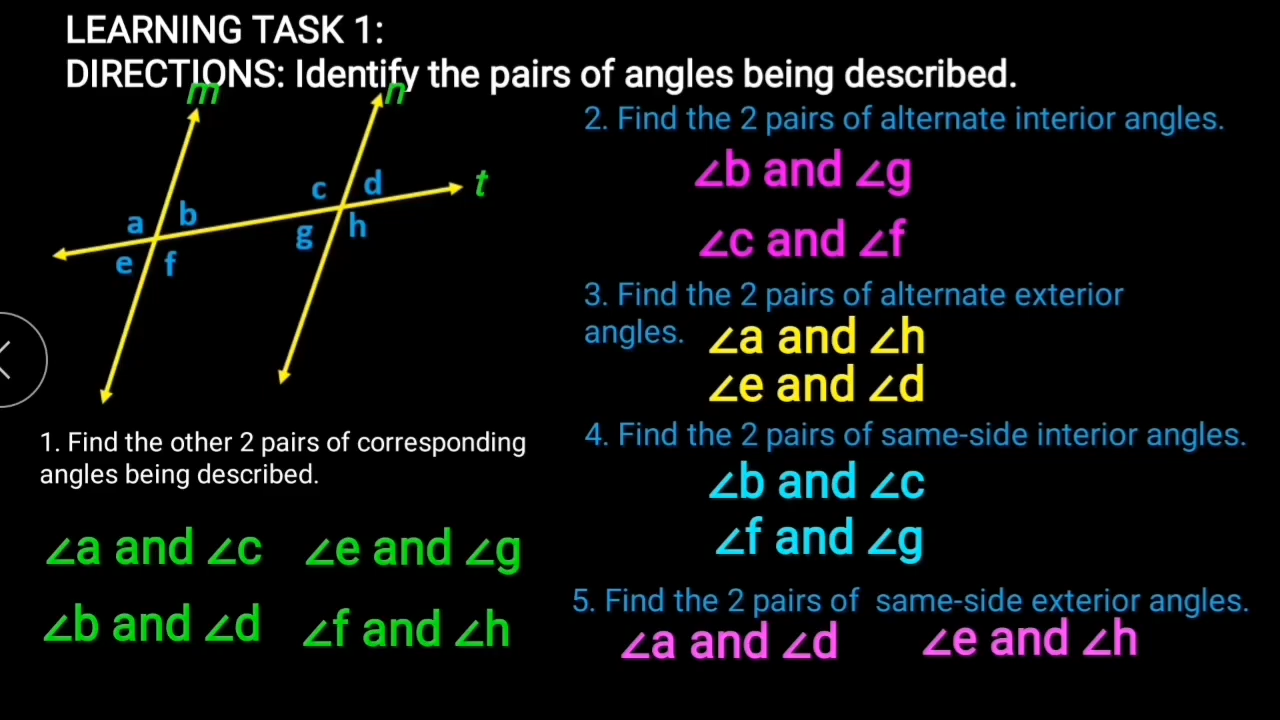 LEARNING TASK 1:
DIRECTIONS: Identify the pairs of angles being described.
m
n
t
c d
a b
g h
e f
1. Find the other 2 pairs of corresponding
angles being described.
∠a and ∠c ∠e and ∠g
∠b and ∠d ∠f and ∠h
2. Find the 2 pairs of alternate interior angles.
∠b and ∠g
∠c and ∠f
3. Find the 2 pairs of alternate exterior
angles. ∠a and ∠h
∠e and ∠d
4. Find the 2 pairs of same-side interior angles.
∠b and ∠c
∠f and ∠g
5. Find the 2 pairs of same-side exterior angles.
∠a and ∠d ∠e and ∠h